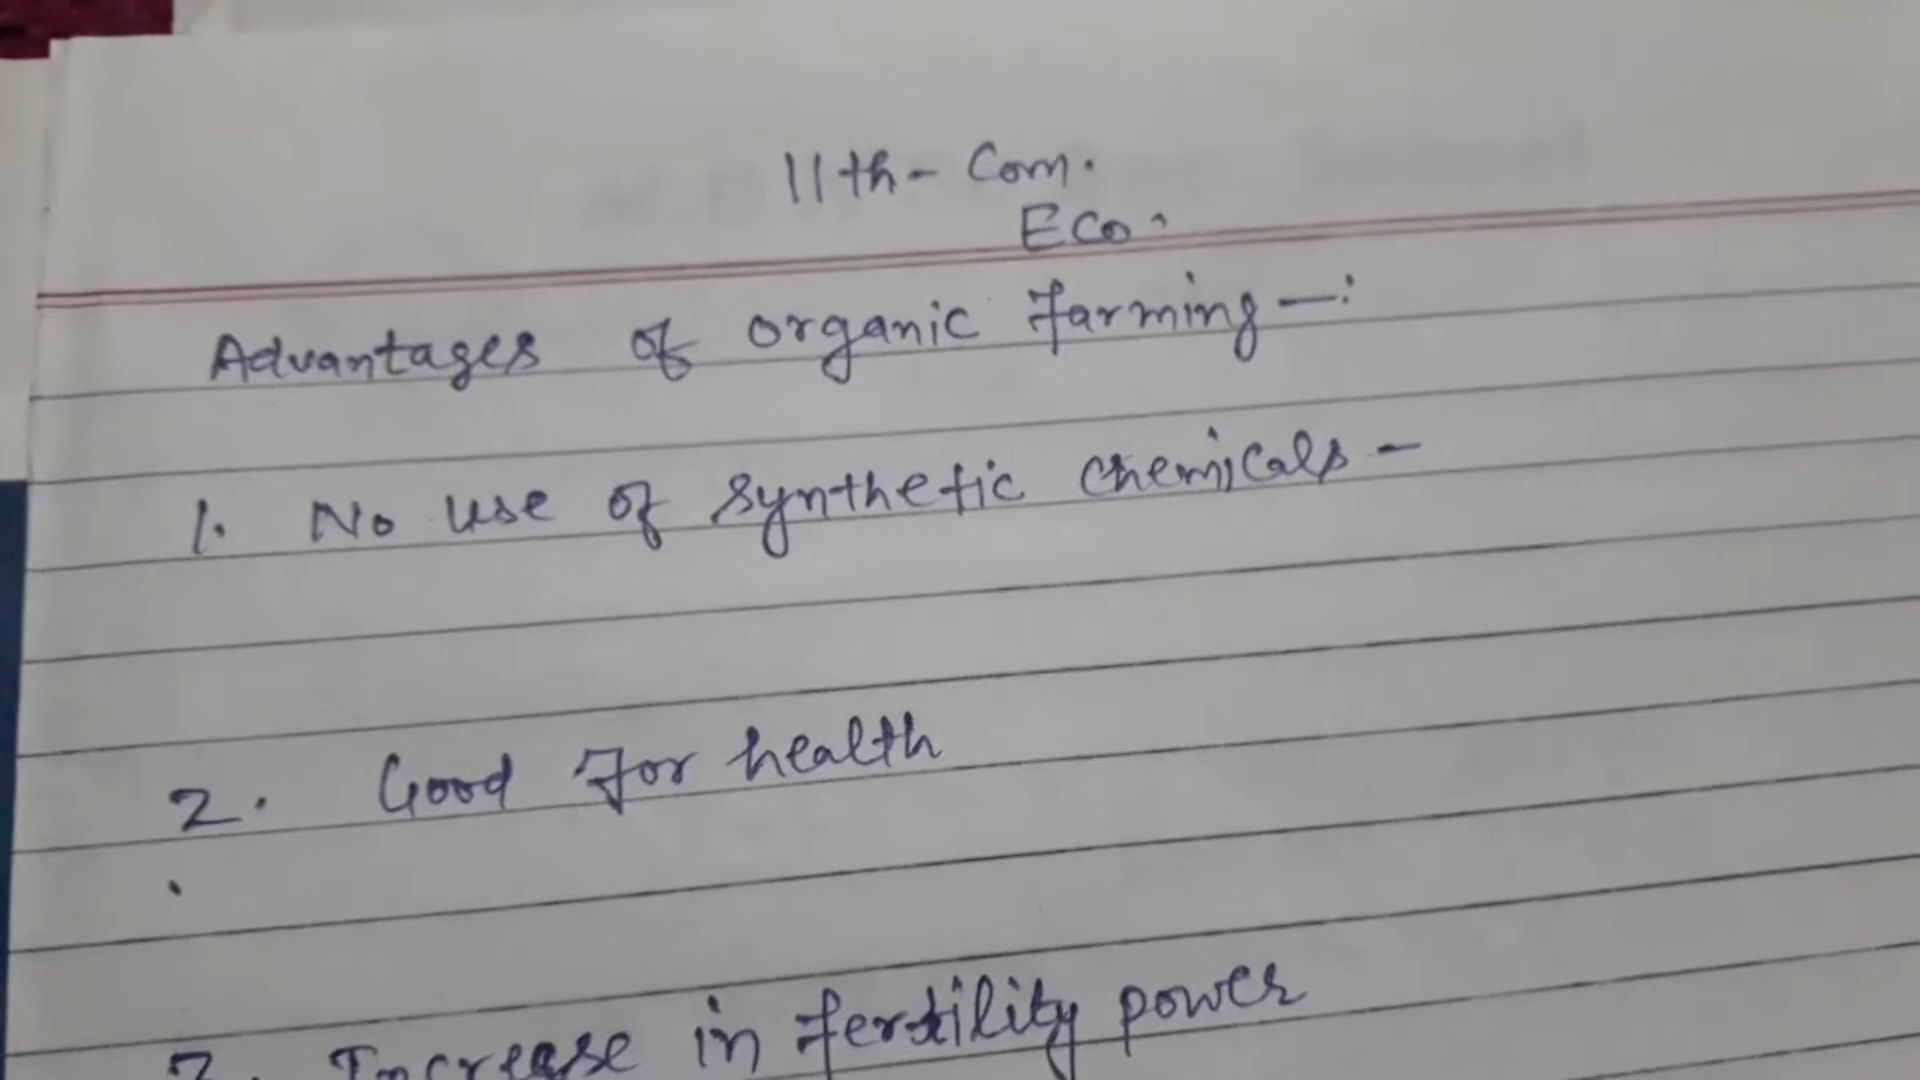 11th - Com.
Eco.
Advantages of organic farming —:
1. No use of synthetic chemicals -
2. Good for health
3. Increase in fertility power